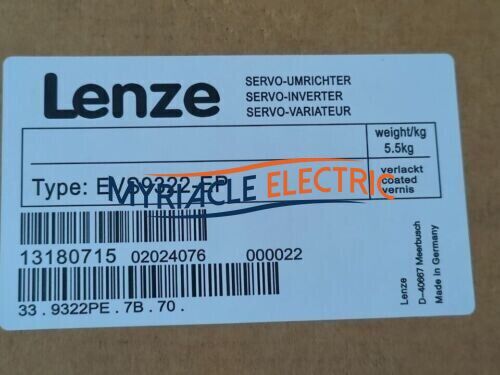 Lenze
SERVO-UMRICHTER
SERVO-INVERTER
SERVO-VARIATEUR
weight/kg
5.5kg
Type: EVS9322-EP
verlackt
coated
vernis
MYRIACLE ELECTRIC
13180715 02024076 000022
33 . 9322PE . 7B . 70 .
Lenze
D-40667 Meerbusch
Made in Germany